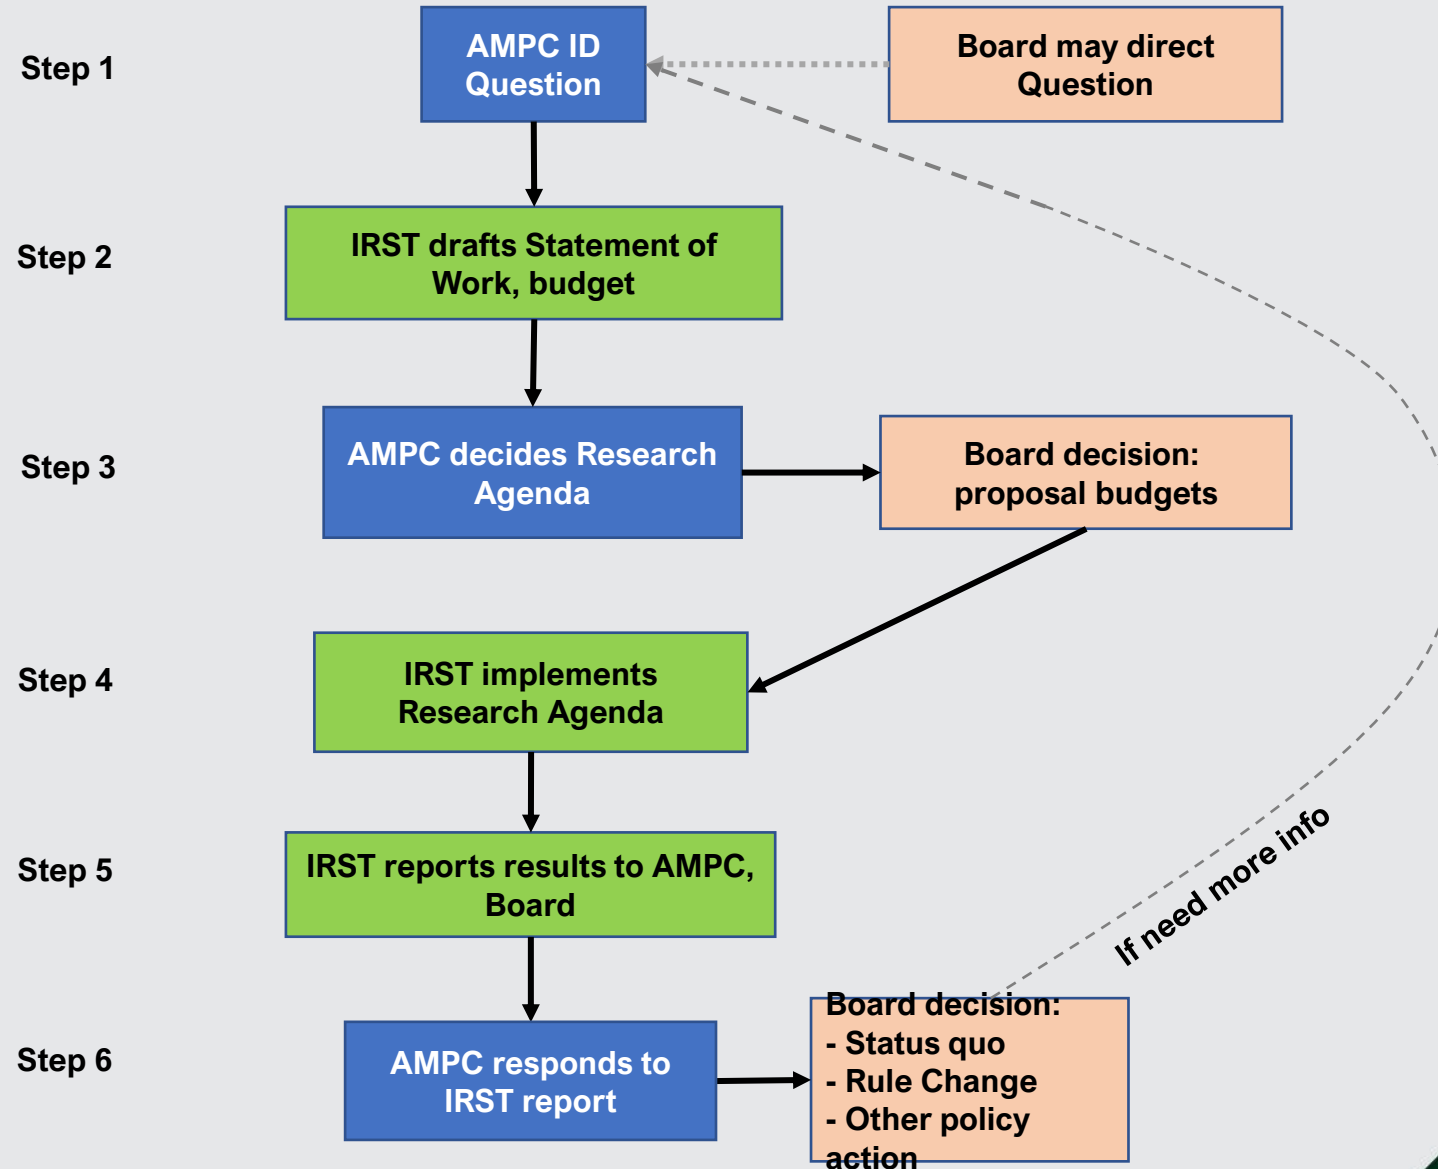 Step 1
AMPC ID
Question
Board may direct
Question
Step 2
IRST drafts Statement of
Work, budget
Step 3
AMPC decides Research
Agenda
Board decision:
proposal budgets
Step 4
IRST implements
Research Agenda
Step 5
IRST reports results to AMPC,
Board
If need more info
Step 6
AMPC responds to
IRST report
Board decision:
- Status quo
- Rule Change
- Other policy
action